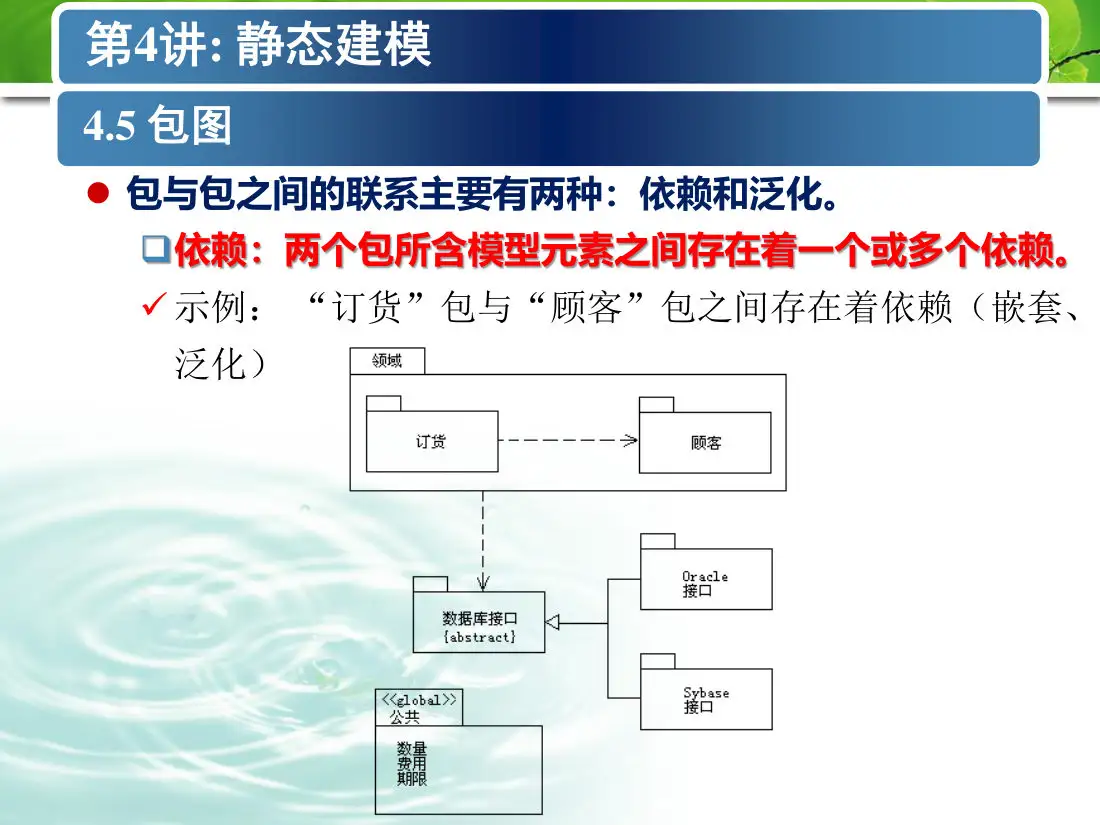 第4讲: 静态建模
4.5 包图
包与包之间的联系主要有两种：依赖和泛化。
依赖：两个包所含模型元素之间存在着一个或多个依赖。
示例： “订货”包与“顾客”包之间存在着依赖（嵌套、
泛化）
领域
订货
顾客
Oracle
接口
数据库接口
{abstract}
Sybase
接口
<<global>>
公共
数量
费用
期限